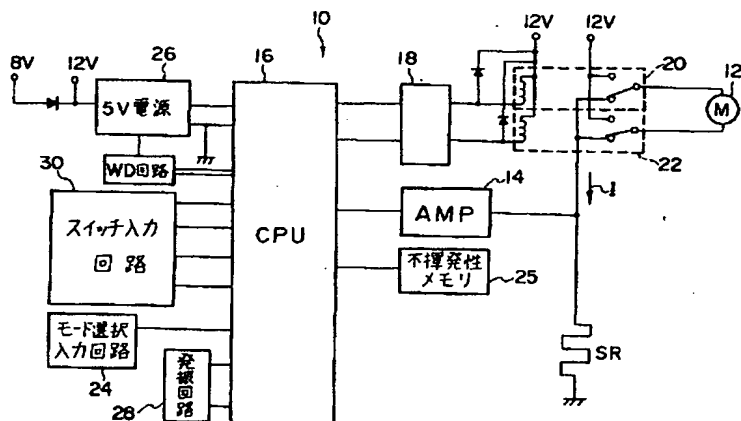 10
8V
12V
26
5V電源
16
12V
12V
18
20
12
M
22
WD回路
30
スイッチ入力
回路
CPU
14
AMP
I
不揮発性
メモリ
25
モード選択
入力回路
24
発振回路
28
SR